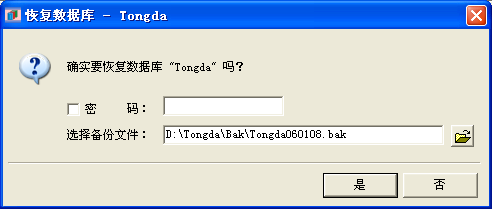 恢复数据库 - Tongda
确实要恢复数据库 "Tongda" 吗?
密 码:
选择备份文件: D:\Tongda\Bak\Tongda060108.bak
是 否